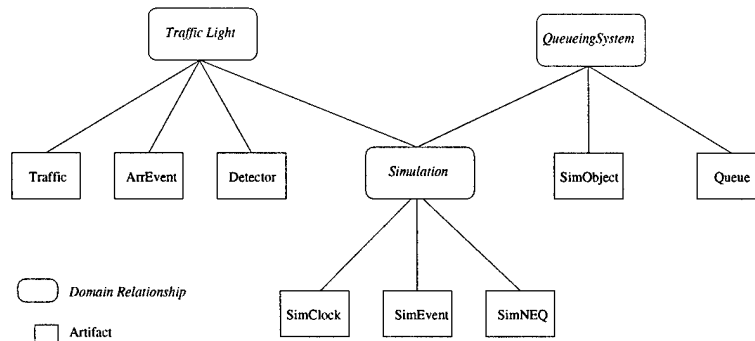 Traffic Light
QueueingSystem
Traffic
ArrEvent
Detector
Simulation
SimObject
Queue
Domain Relationship
SimClock
SimEvent
SimNEQ
Artifact